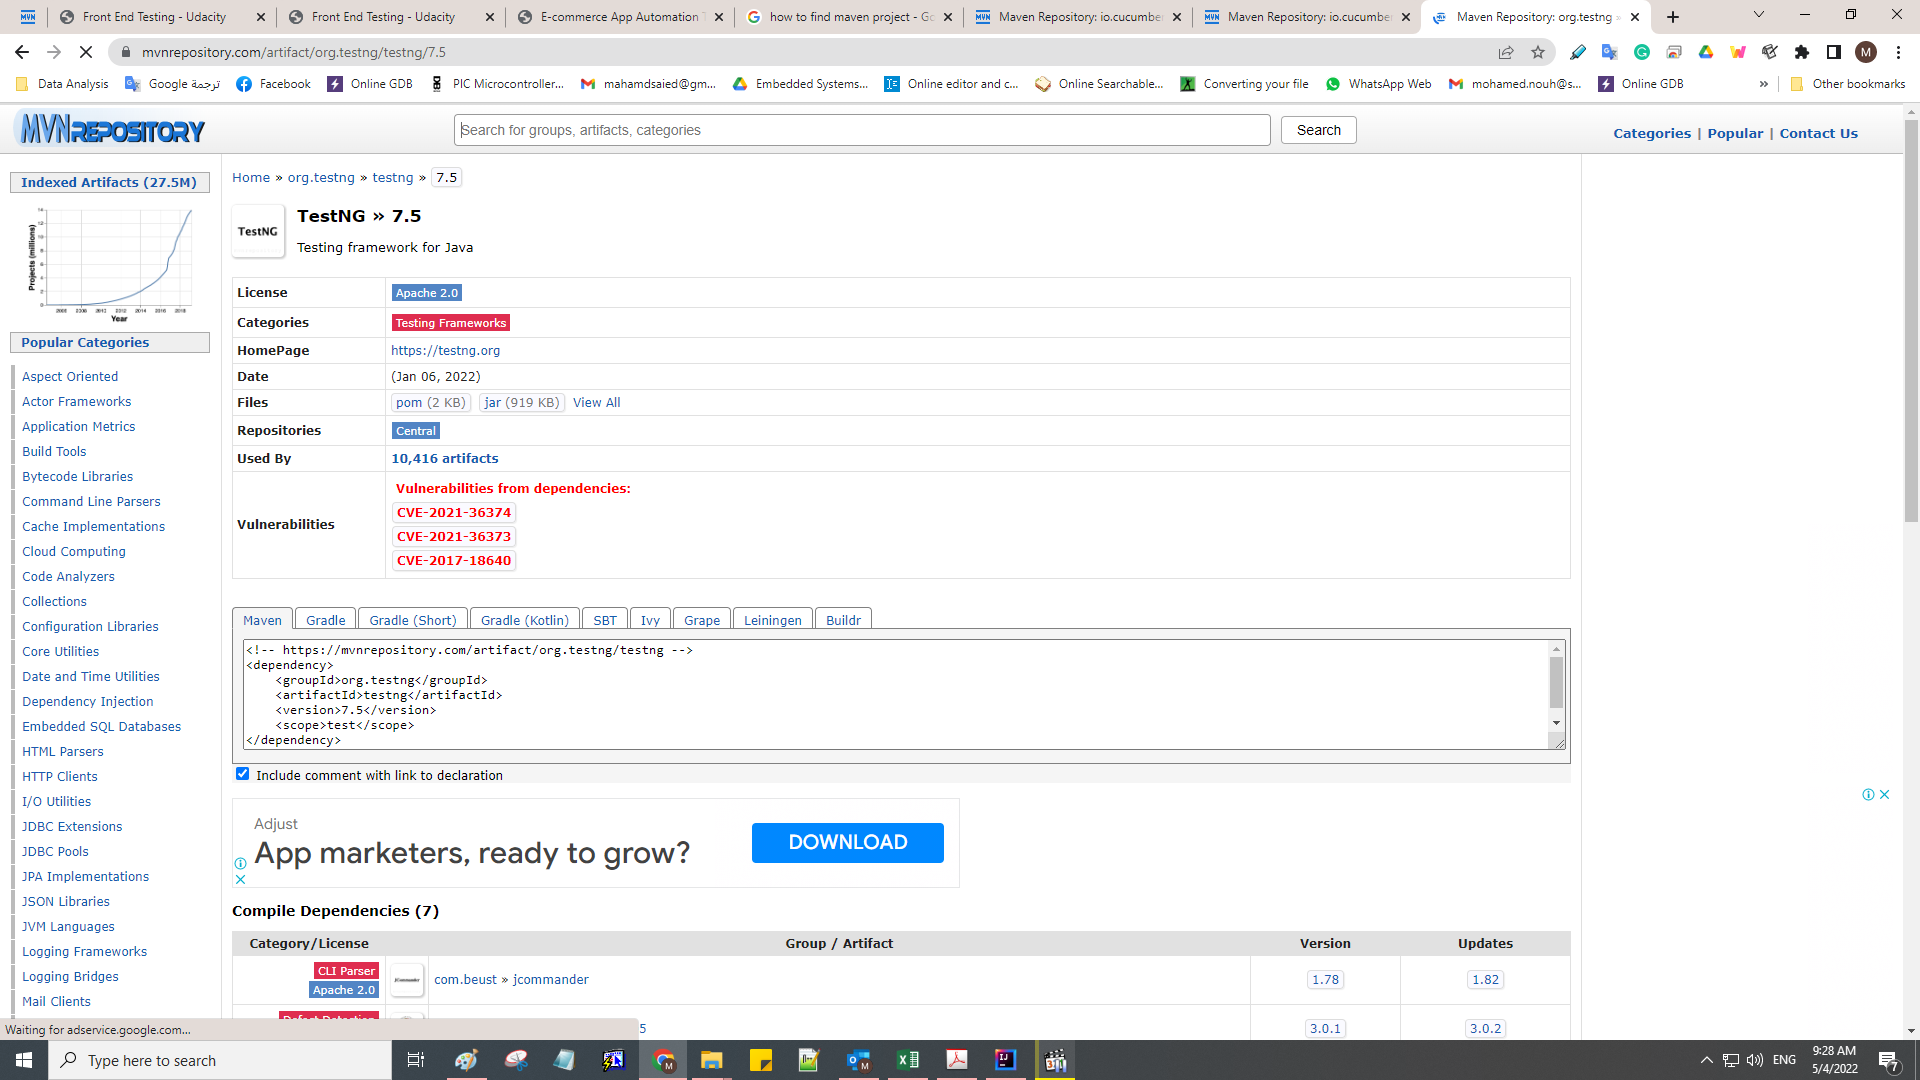 Front End Testing - Udacity
Front End Testing - Udacity
E-commerce App Automation T
how to find maven project - Go
Maven Repository: io.cucumber
Maven Repository: io.cucumber
Maven Repository: org.testng »
mvnrepository.com/artifact/org.testng/testng/7.5
M
Data Analysis
Google ترجمة
Facebook
Online GDB
PIC Microcontroller...
mahamdsaied@gm...
Embedded Systems...
Online editor and c...
Online Searchable...
Converting your file
WhatsApp Web
mohamed.nouh@s...
Online GDB
»
Other bookmarks
MVNREPOSITORY
Search for groups, artifacts, categories
Search
Categories | Popular | Contact Us
Indexed Artifacts (27.5M)
Projects (millions)
Year
Popular Categories
Aspect Oriented
Actor Frameworks
Application Metrics
Build Tools
Bytecode Libraries
Command Line Parsers
Cache Implementations
Cloud Computing
Code Analyzers
Collections
Configuration Libraries
Core Utilities
Date and Time Utilities
Dependency Injection
Embedded SQL Databases
HTML Parsers
HTTP Clients
I/O Utilities
JDBC Extensions
JDBC Pools
JPA Implementations
JSON Libraries
JVM Languages
Logging Frameworks
Logging Bridges
Mail Clients
Home » org.testng » testng » 7.5
TestNG
TestNG » 7.5
Testing framework for Java
License
Apache 2.0
Categories
Testing Frameworks
HomePage
https://testng.org
Date
(Jan 06, 2022)
Files
pom (2 KB) jar (919 KB) View All
Repositories
Central
Used By
10,416 artifacts
Vulnerabilities
Vulnerabilities from dependencies:
CVE-2021-36374
CVE-2021-36373
CVE-2017-18640
Maven
Gradle
Gradle (Short)
Gradle (Kotlin)
SBT
Ivy
Grape
Leiningen
Buildr
<!-- https://mvnrepository.com/artifact/org.testng/testng -->
<dependency>
    <groupId>org.testng</groupId>
    <artifactId>testng</artifactId>
    <version>7.5</version>
    <scope>test</scope>
</dependency>
Include comment with link to declaration
Adjust
App marketers, ready to grow?
DOWNLOAD
Compile Dependencies (7)
Category/License
Group / Artifact
Version
Updates
CLI Parser
Apache 2.0
com.beust » jcommander
1.78
1.82
5
3.0.1
3.0.2
Waiting for adservice.google.com...
Type here to search
ENG
9:28 AM
5/4/2022
7